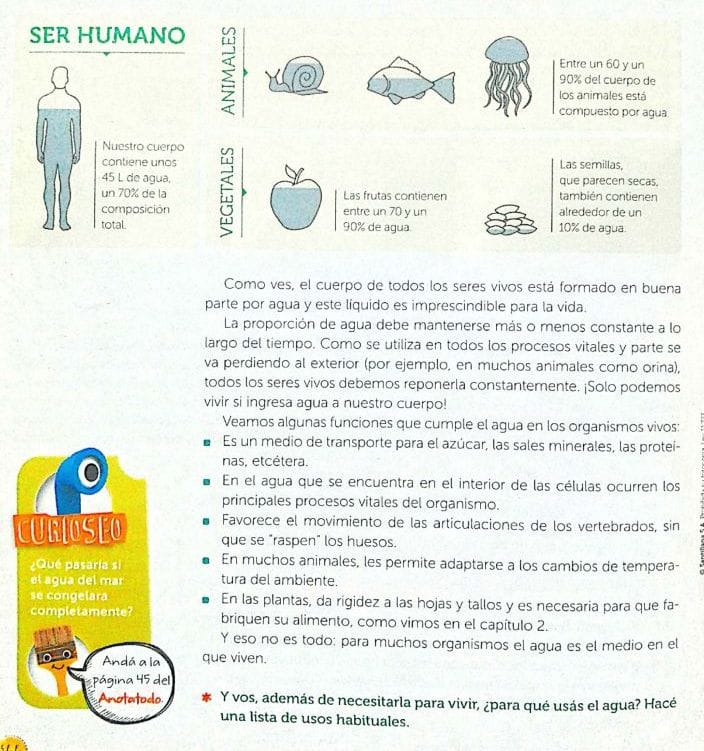 SER HUMANO
Nuestro cuerpo
contiene unos
45 L de agua,
un 70% de la
composición
total.
ANIMALES
Entre un 60 y un
90% del cuerpo de
los animales está
compuesto por agua
VEGETALES
Las frutas contienen
entre un 70 y un
90% de agua.
Las semillas,
que parecen secas,
también contienen
alrededor de un
10% de agua.
Como ves, el cuerpo de todos los seres vivos está formado en buena
parte por agua y este líquido es imprescindible para la vida.
La proporción de agua debe mantenerse más o menos constante a lo
largo del tiempo. Como se utiliza en todos los procesos vitales y parte se
va perdiendo al exterior (por ejemplo, en muchos animales como orina),
todos los seres vivos debemos reponerla constantemente. ¡Solo podemos
vivir si ingresa agua a nuestro cuerpo!
Veamos algunas funciones que cumple el agua en los organismos vivos:
Es un medio de transporte para el azúcar, las sales minerales, las proteí-
nas, etcétera.
En el agua que se encuentra en el interior de las células ocurren los
principales procesos vitales del organismo.
Favorece el movimiento de las articulaciones de los vertebrados, sin
que se "raspen" los huesos.
En muchos animales, les permite adaptarse a los cambios de tempera-
tura del ambiente.
En las plantas, da rigidez a las hojas y tallos y es necesaria para que fa-
briquen su alimento, como vimos en el capítulo 2.
Y eso no es todo: para muchos organismos el agua es el medio en el
que viven.
* Y vos, además de necesitarla para vivir, ¿para qué usás el agua? Hacé
una lista de usos habituales.
CURIOSEO
¿Qué pasaría si
el agua del mar
se congelara
completamente?
Andá a la
página 45 del
Anotatodo.
© Santillana S.A.